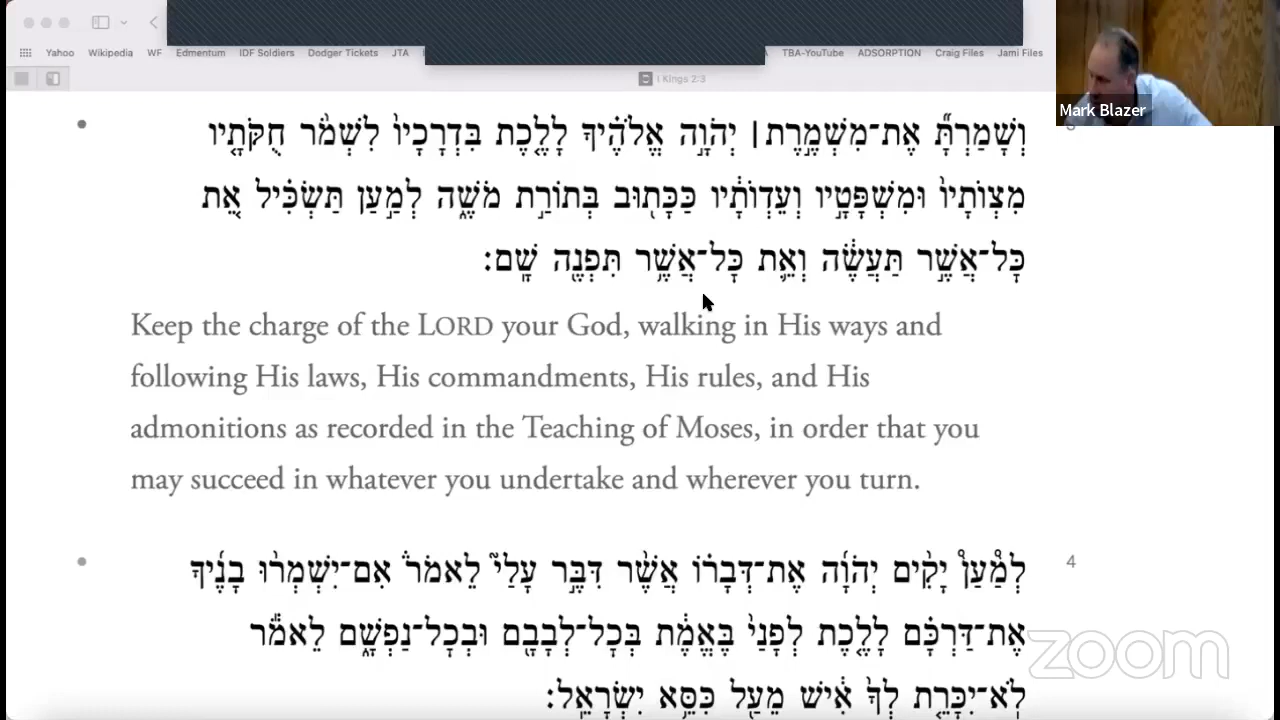 Yahoo Wikipedia WF Edmentum IDF Soldiers Dodger Tickets JTA TBA-YouTube ADSORPTION Craig Files Jami Files
I Kings 2:3
Mark Blazer
וְשָׁמַרְתָּ֞ אֶת־מִשְׁמֶ֣רֶת ׀ יְהֹוָ֣ה אֱלֹהֶ֗יךָ לָלֶ֤כֶת בִּדְרָכָיו֙ לִשְׁמֹ֨ר חֻקֹּתָ֤יו
מִצְוֺתָיו֙ וּמִשְׁפָּטָ֣יו וְעֵדְוֺתָ֔יו כַּכָּת֖וּב בְּתוֹרַ֣ת מֹשֶׁ֑ה לְמַ֣עַן תַּשְׂכִּ֗יל אֵ֚ת
כׇּל־אֲשֶׁ֣ר תַּעֲשֶׂ֔ה וְאֵ֛ת כׇּל־אֲשֶׁ֥ר תִּפְנֶ֖ה שָֽׁם׃
Keep the charge of the LORD your God, walking in His ways and
following His laws, His commandments, His rules, and His
admonitions as recorded in the Teaching of Moses, in order that you
may succeed in whatever you undertake and wherever you turn.
4
לְמַ֩עַן֩ יָקִ֨ים יְהֹוָ֜ה אֶת־דְּבָר֗וֹ אֲשֶׁ֨ר דִּבֶּ֣ר עָלַי֮ לֵאמֹר֒ אִם־יִשְׁמְר֨וּ בָנֶ֜יךָ
אֶת־דַּרְכָּ֗ם לָלֶ֤כֶת לְפָנַי֙ בֶּאֱמֶ֔ת בְּכׇל־לְבָבָ֖ם וּבְכׇל־נַפְשָׁ֑ם לֵאמֹ֕ר
לֹֽא־יִכָּרֵ֤ת לְךָ֙ אִ֔ישׁ מֵעַ֖ל כִּסֵּ֥א יִשְׂרָאֵֽל׃
zoom